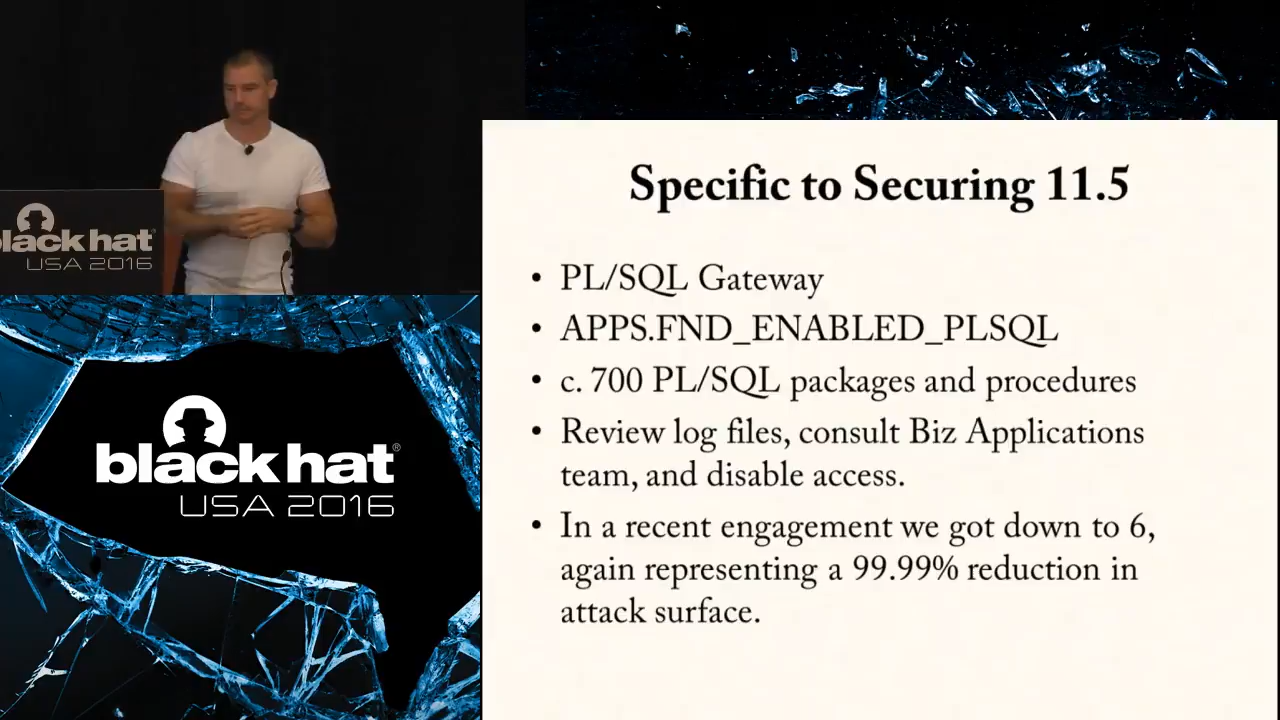 black hat
USA 2016
black hat®
USA 2016
Specific to Securing 11.5
• PL/SQL Gateway
• APPS.FND_ENABLED_PLSQL
• c. 700 PL/SQL packages and procedures
• Review log files, consult Biz Applications
team, and disable access.
• In a recent engagement we got down to 6,
again representing a 99.99% reduction in
attack surface.